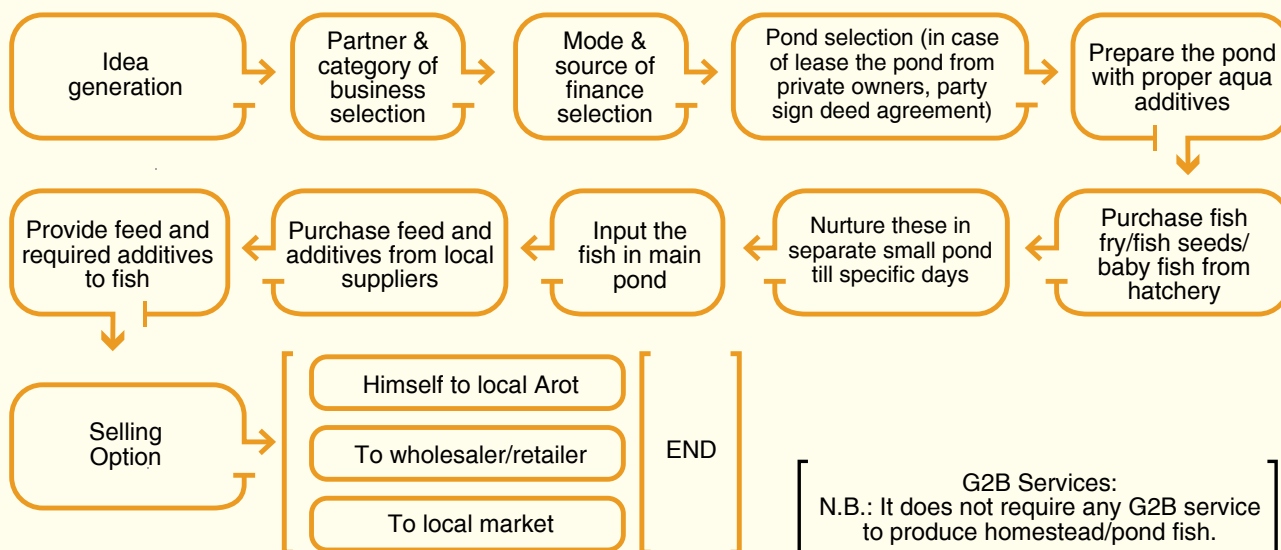 Idea
generation
Partner &
category of
business
selection
Mode &
source of
finance
selection
Pond selection (in case
of lease the pond from
private owners, party
sign deed agreement)
Prepare the pond
with proper aqua
additives
Purchase fish
fry/fish seeds/
baby fish from
hatchery
Nurture these in
separate small pond
till specific days
Input the
fish in main
pond
Purchase feed and
additives from local
suppliers
Provide feed and
required additives
to fish
Selling
Option
Himself to local Arot
To wholesaler/retailer
To local market
END
G2B Services:
N.B.: It does not require any G2B service
to produce homestead/pond fish.